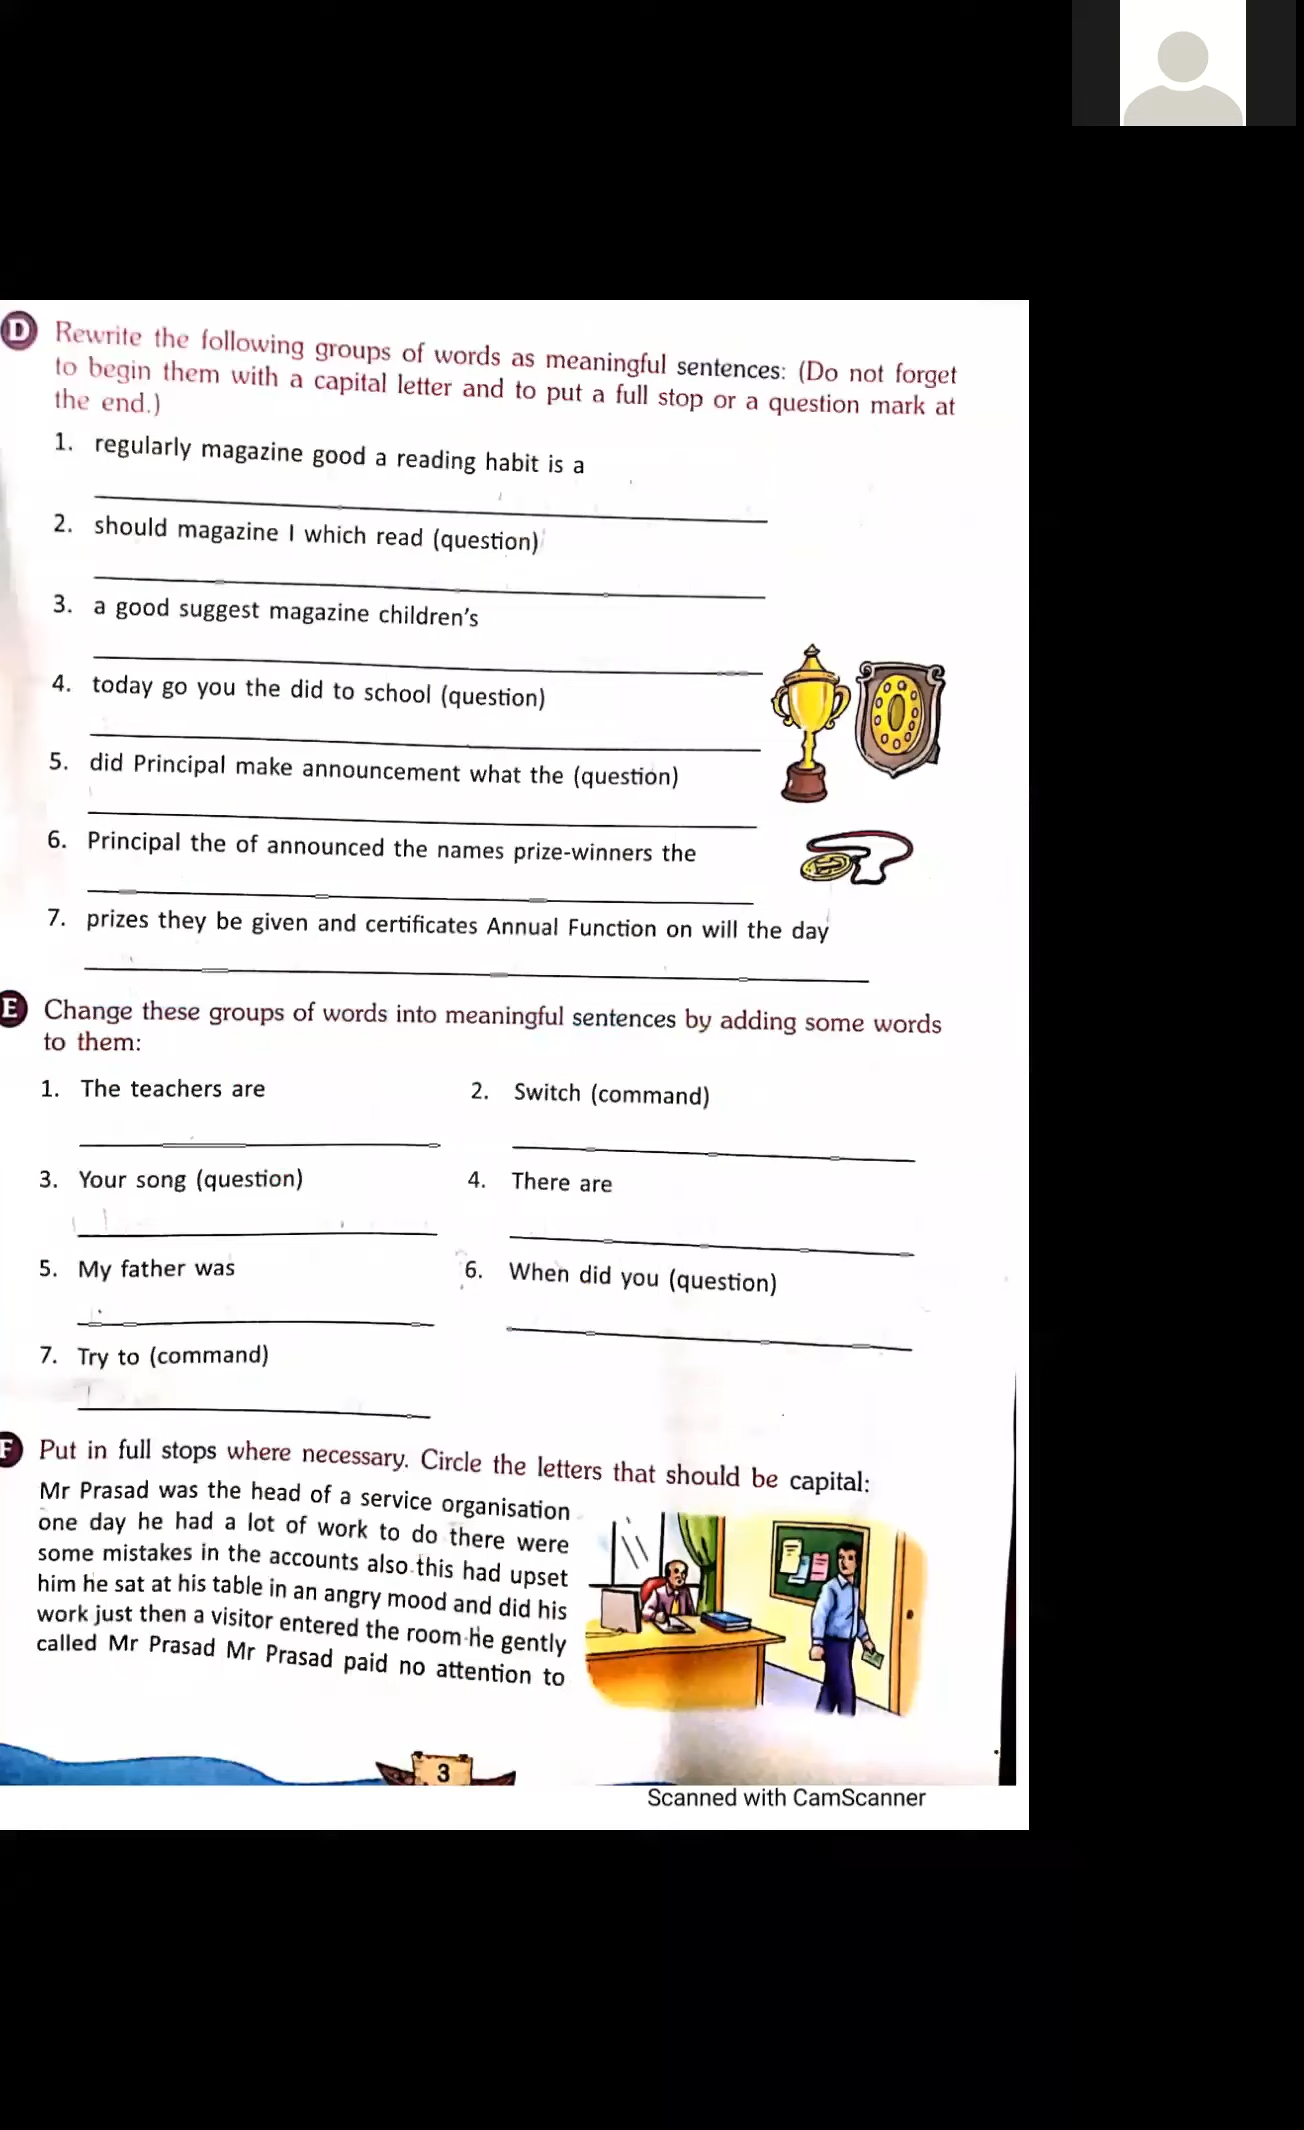 D Rewrite the following groups of words as meaningful sentences: (Do not forget
to begin them with a capital letter and to put a full stop or a question mark at
the end.)
1. regularly magazine good a reading habit is a
2. should magazine I which read (question)
3. a good suggest magazine children's
4. today go you the did to school (question)
5. did Principal make announcement what the (question)
6. Principal the of announced the names prize-winners the
7. prizes they be given and certificates Annual Function on will the day
E Change these groups of words into meaningful sentences by adding some words
to them:
1. The teachers are
2. Switch (command)
3. Your song (question)
4. There are
5. My father was
6. When did you (question)
7. Try to (command)
F Put in full stops where necessary. Circle the letters that should be capital:
Mr Prasad was the head of a service organisation
one day he had a lot of work to do there were
some mistakes in the accounts also this had upset
him he sat at his table in an angry mood and did his
work just then a visitor entered the room He gently
called Mr Prasad Mr Prasad paid no attention to
3
Scanned with CamScanner